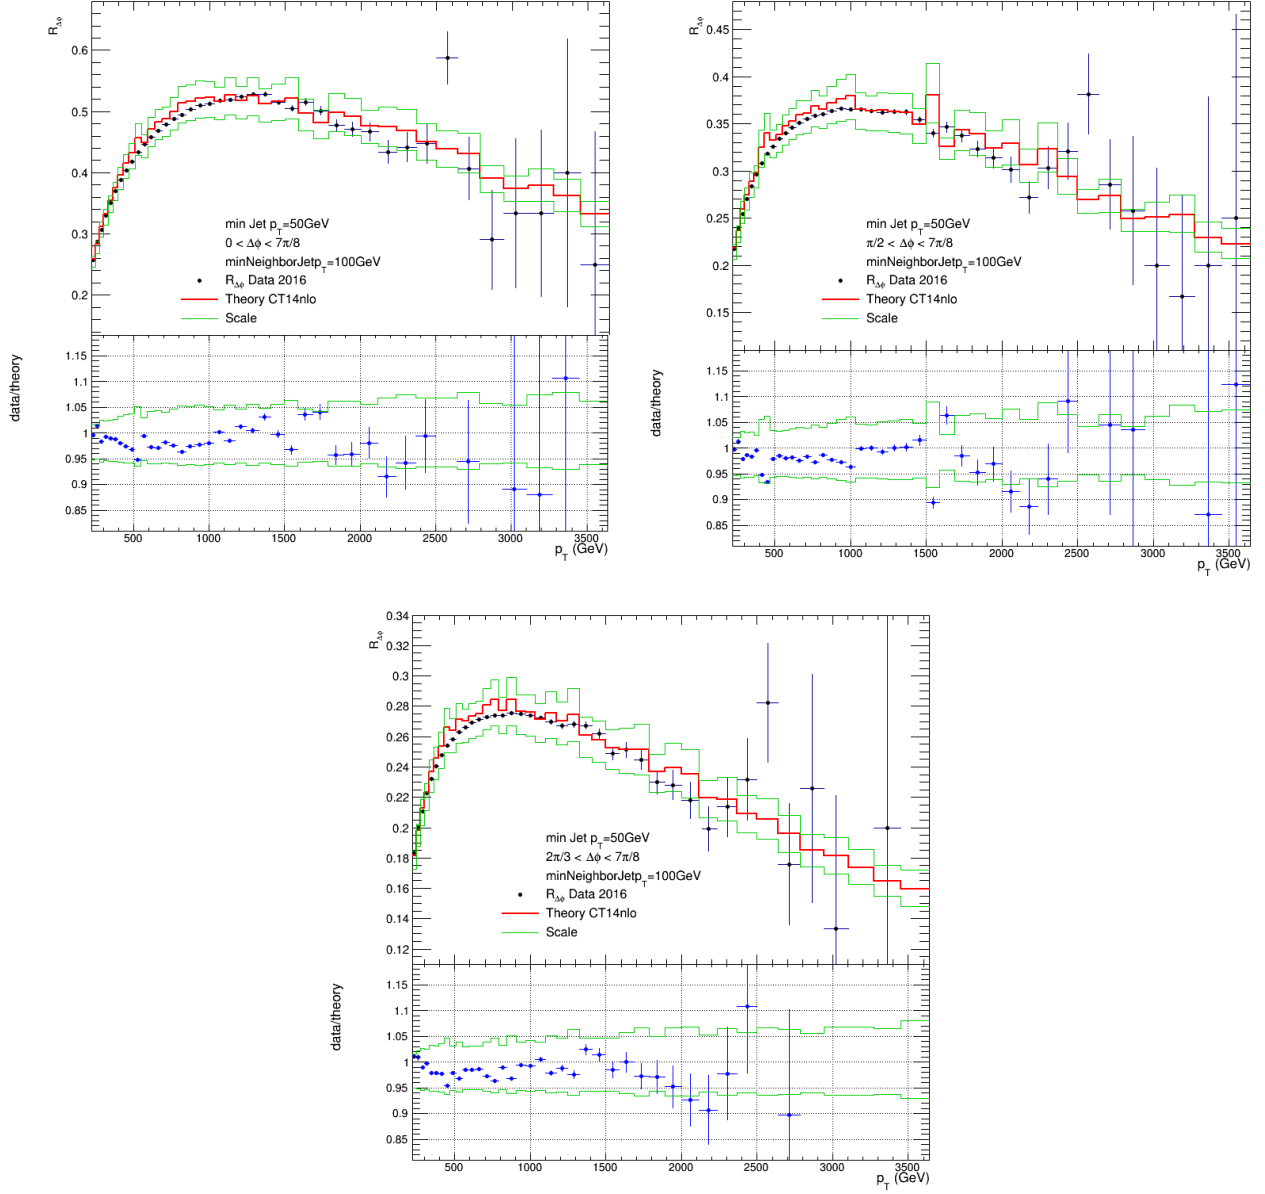 R_Δφ
0.6
0.5
0.4
0.3
0.2
min Jet p_T=50GeV
0 < Δφ < 7π/8
minNeighborJetp_T=100GeV
R_Δφ Data 2016
Theory CT14nlo
Scale
data/theory
1.15
1.1
1.05
1
0.95
0.9
0.85
500 1000 1500 2000 2500 3000 3500
p_T (GeV)
R_Δφ
0.45
0.4
0.35
0.3
0.25
0.2
0.15
min Jet p_T=50GeV
π/2 < Δφ < 7π/8
minNeighborJetp_T=100GeV
R_Δφ Data 2016
Theory CT14nlo
Scale
data/theory
1.15
1.1
1.05
1
0.95
0.9
0.85
500 1000 1500 2000 2500 3000 3500
p_T (GeV)
R_Δφ
0.34
0.32
0.3
0.28
0.26
0.24
0.22
0.2
0.18
0.16
0.14
0.12
min Jet p_T=50GeV
2π/3 < Δφ < 7π/8
minNeighborJetp_T=100GeV
R_Δφ Data 2016
Theory CT14nlo
Scale
data/theory
1.15
1.1
1.05
1
0.95
0.9
0.85
500 1000 1500 2000 2500 3000 3500
p_T (GeV)